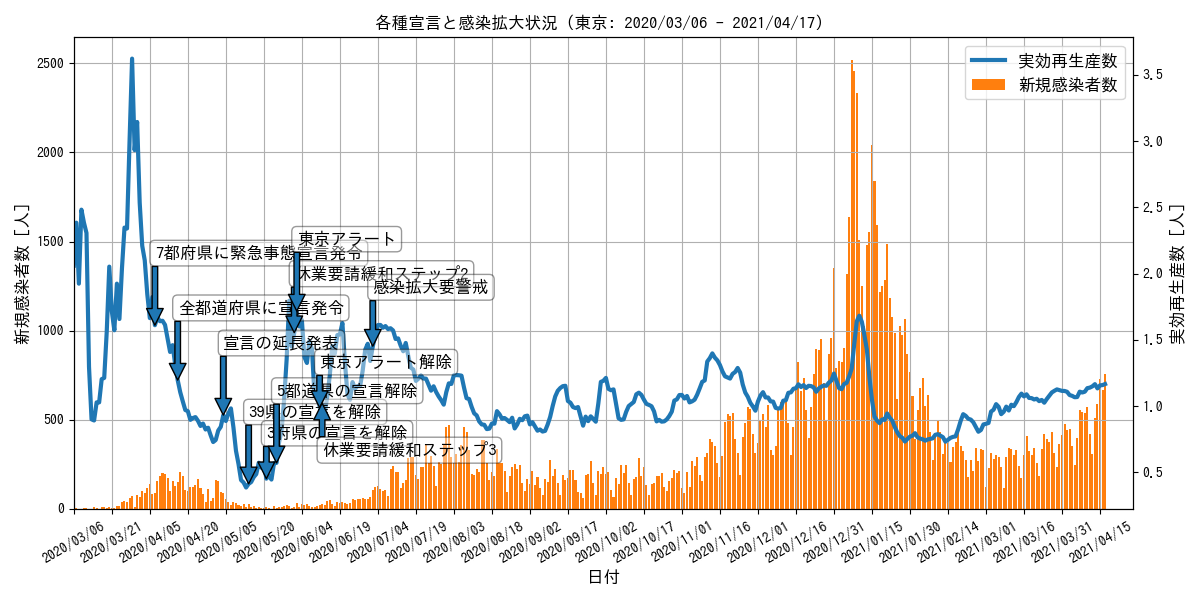 各種宣言と感染拡大状況 (東京: 2020/03/06 - 2021/04/17)
実効再生産数
新規感染者数
東京アラート
7都府県に緊急事態宣言発令
休業要請緩和ステップ2
感染拡大要警戒
全都道府県に宣言発令
宣言の延長発表
東京アラート解除
5都道県の宣言解除
39県の宣言を解除
3府県の宣言を解除
休業要請緩和ステップ3
新規感染者数 [人]
2500
2000
1500
1000
500
0
実効再生産数 [人]
3.5
3.0
2.5
2.0
1.5
1.0
0.5
2020/03/06
2020/03/21
2020/04/05
2020/04/20
2020/05/05
2020/05/20
2020/06/04
2020/06/19
2020/07/04
2020/07/19
2020/08/03
2020/08/18
2020/09/02
2020/09/17
2020/10/02
2020/10/17
2020/11/01
2020/11/16
2020/12/01
2020/12/16
2020/12/31
2021/01/15
2021/01/30
2021/02/14
2021/03/01
2021/03/16
2021/03/31
2021/04/15
日付